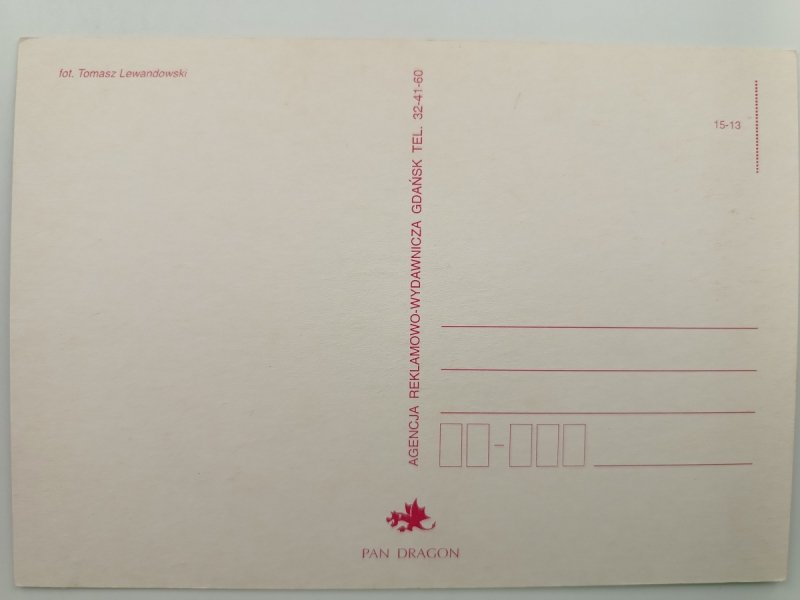 fot. Tomasz Lewandowski
AGENCJA REKLAMOWO-WYDAWNICZA GDAŃSK TEL. 32-41-60
15-13
PAN DRAGON